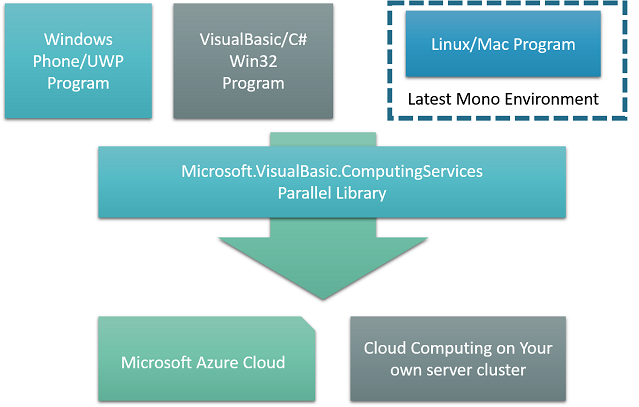 Windows
Phone/UWP
Program
VisualBasic/C#
Win32
Program
Linux/Mac Program
Latest Mono Environment
Microsoft.VisualBasic.ComputingServices
Parallel Library
Microsoft Azure Cloud
Cloud Computing on Your
own server cluster